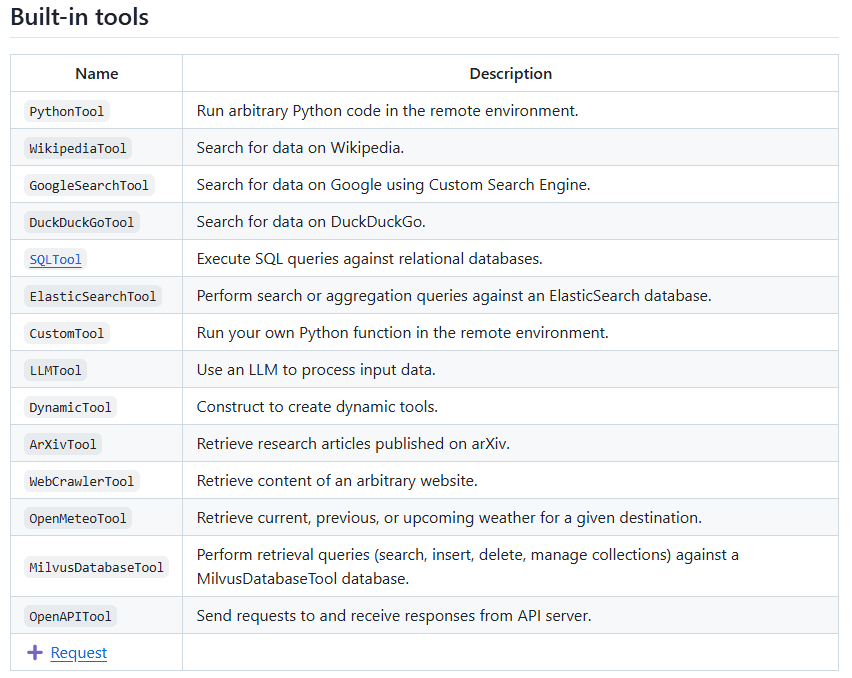 Built-in tools
Name Description
PythonTool Run arbitrary Python code in the remote environment.
WikipediaTool Search for data on Wikipedia.
GoogleSearchTool Search for data on Google using Custom Search Engine.
DuckDuckGoTool Search for data on DuckDuckGo.
SQLTool Execute SQL queries against relational databases.
ElasticSearchTool Perform search or aggregation queries against an ElasticSearch database.
CustomTool Run your own Python function in the remote environment.
LLMTool Use an LLM to process input data.
DynamicTool Construct to create dynamic tools.
ArXivTool Retrieve research articles published on arXiv.
WebCrawlerTool Retrieve content of an arbitrary website.
OpenMeteoTool Retrieve current, previous, or upcoming weather for a given destination.
MilvusDatabaseTool Perform retrieval queries (search, insert, delete, manage collections) against a
MilvusDatabaseTool database.
OpenAPITool Send requests to and receive responses from API server.
➕ Request